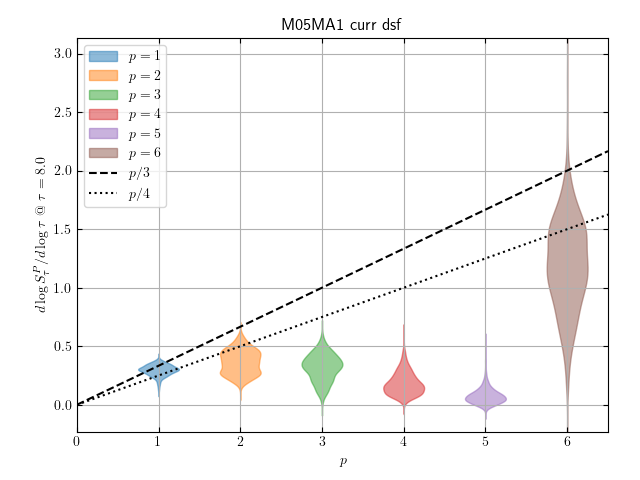 M05MA1 curr dsf
d log S_τ^P / d log τ @ τ = 8.0
3.0
2.5
2.0
1.5
1.0
0.5
0.0
p = 1
p = 2
p = 3
p = 4
p = 5
p = 6
p/3
p/4
0 1 2 3 4 5 6
p